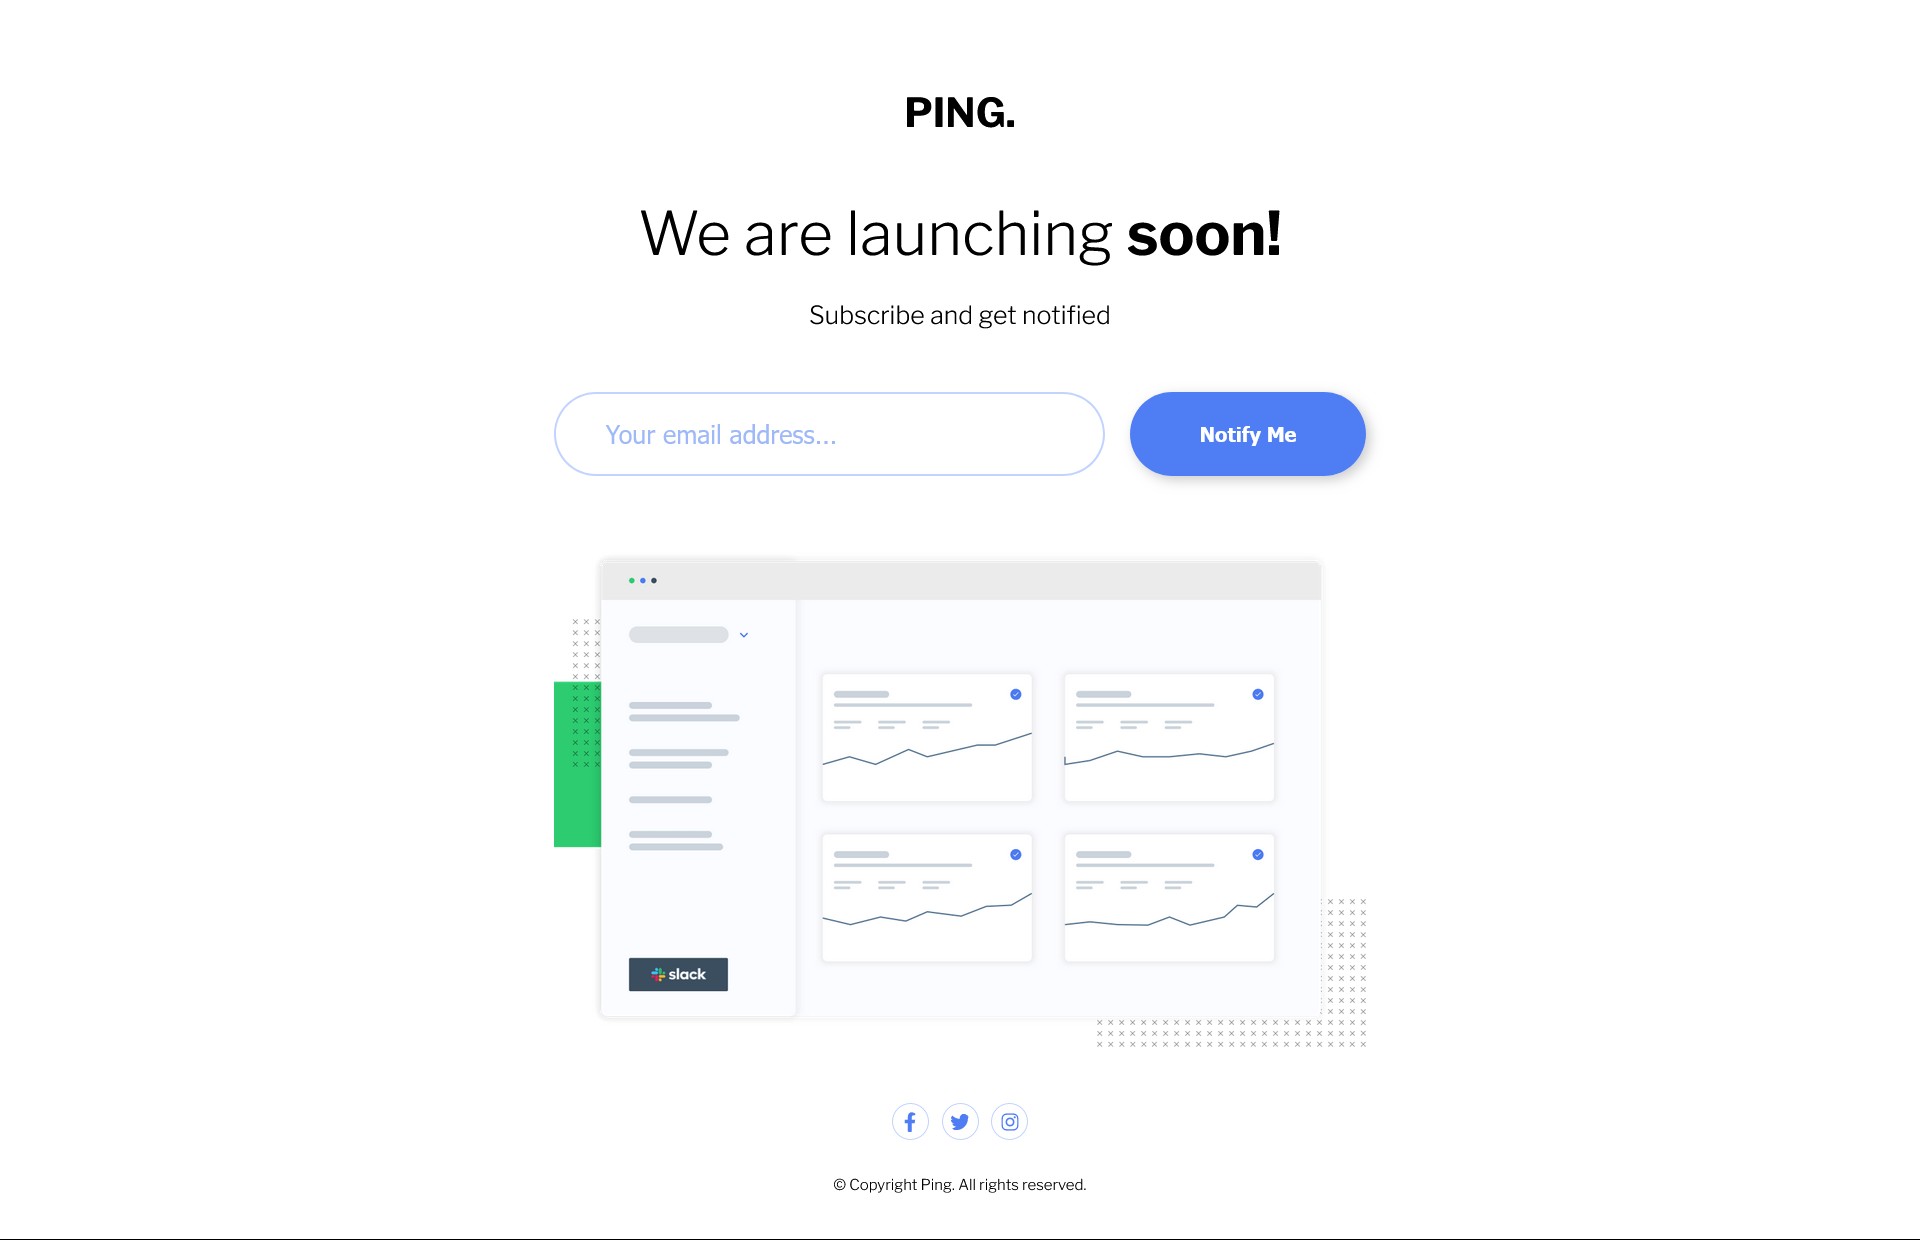 PING.
We are launching soon!
Subscribe and get notified
Your email address...
Notify Me
slack
© Copyright Ping. All rights reserved.